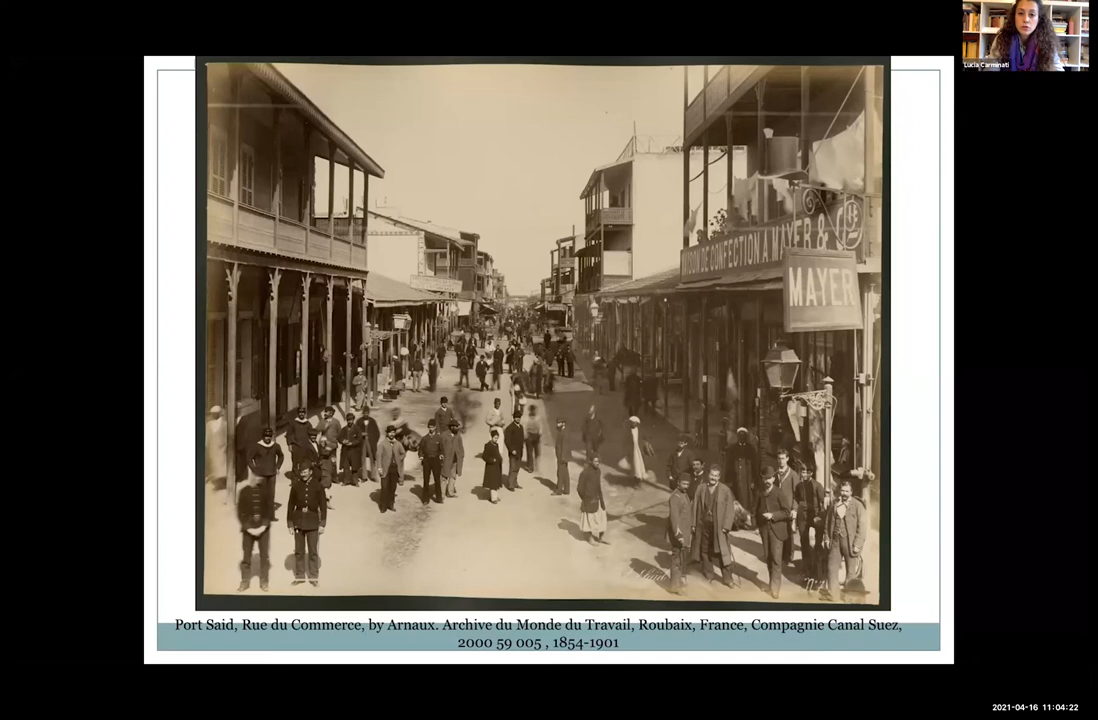 Lucia Carminati
MAISON DE CONFECTION A MAYER &
MAYER
Port Said, Rue du Commerce, by Arnaux. Archive du Monde du Travail, Roubaix, France, Compagnie Canal Suez,
2000 59 005 , 1854-1901
2021-04-16 11:04:22